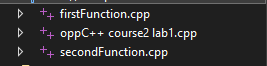 firstFunction.cpp
oppC++ course2 lab1.cpp
secondFunction.cpp